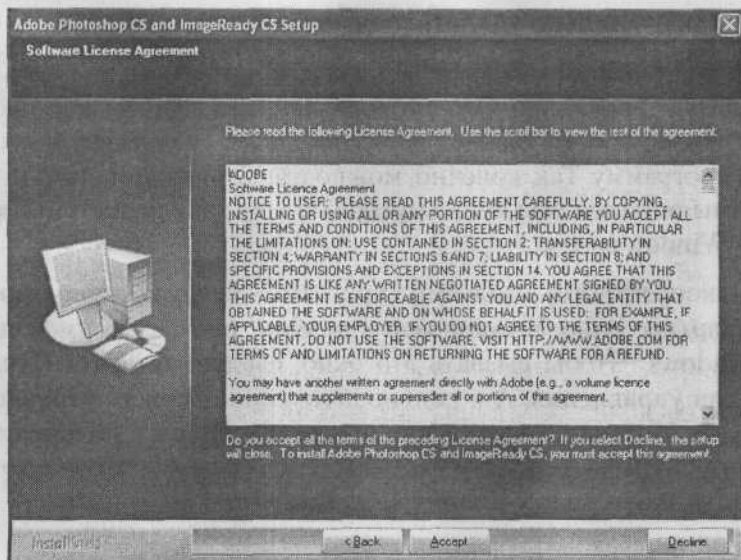 Adobe Photoshop CS and ImageReady CS Setup
Software License Agreement
Please read the following License Agreement. Use the scroll bar to view the rest of the agreement.
ADOBE
Software Licence Agreement
NOTICE TO USER: PLEASE READ THIS AGREEMENT CAREFULLY. BY COPYING,
INSTALLING OR USING ALL OR ANY PORTION OF THE SOFTWARE YOU ACCEPT ALL
THE TERMS AND CONDITIONS OF THIS AGREEMENT, INCLUDING, IN PARTICULAR
THE LIMITATIONS ON: USE CONTAINED IN SECTION 2; TRANSFERABILITY IN
SECTION 4; WARRANTY IN SECTIONS 6 AND 7; LIABILITY IN SECTION 8; AND
SPECIFIC PROVISIONS AND EXCEPTIONS IN SECTION 14. YOU AGREE THAT THIS
AGREEMENT IS LIKE ANY WRITTEN NEGOTIATED AGREEMENT SIGNED BY YOU.
THIS AGREEMENT IS ENFORCEABLE AGAINST YOU AND ANY LEGAL ENTITY THAT
OBTAINED THE SOFTWARE AND ON WHOSE BEHALF IT IS USED: FOR EXAMPLE, IF
APPLICABLE, YOUR EMPLOYER. IF YOU DO NOT AGREE TO THE TERMS OF THIS
AGREEMENT, DO NOT USE THE SOFTWARE. VISIT HTTP://WWW.ADOBE.COM FOR
TERMS OF AND LIMITATIONS ON RETURNING THE SOFTWARE FOR A REFUND.
You may have another written agreement directly with Adobe (e.g., a volume licence
agreement) that supplements or supersedes all or portions of this agreement.
Do you accept all the terms of the preceding License Agreement? If you select Decline, the setup
will close. To install Adobe Photoshop CS and ImageReady CS, you must accept this agreement.
< Back Accept Decline